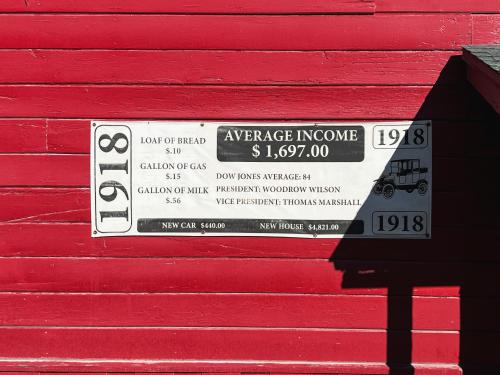 1918
LOAF OF BREAD
$.10
GALLON OF GAS
$.15
GALLON OF MILK
$.56
AVERAGE INCOME
$ 1,697.00
DOW JONES AVERAGE: 84
PRESIDENT: WOODROW WILSON
VICE PRESIDENT: THOMAS MARSHALL
NEW CAR $440.00 NEW HOUSE $4,821.00
1918
1918